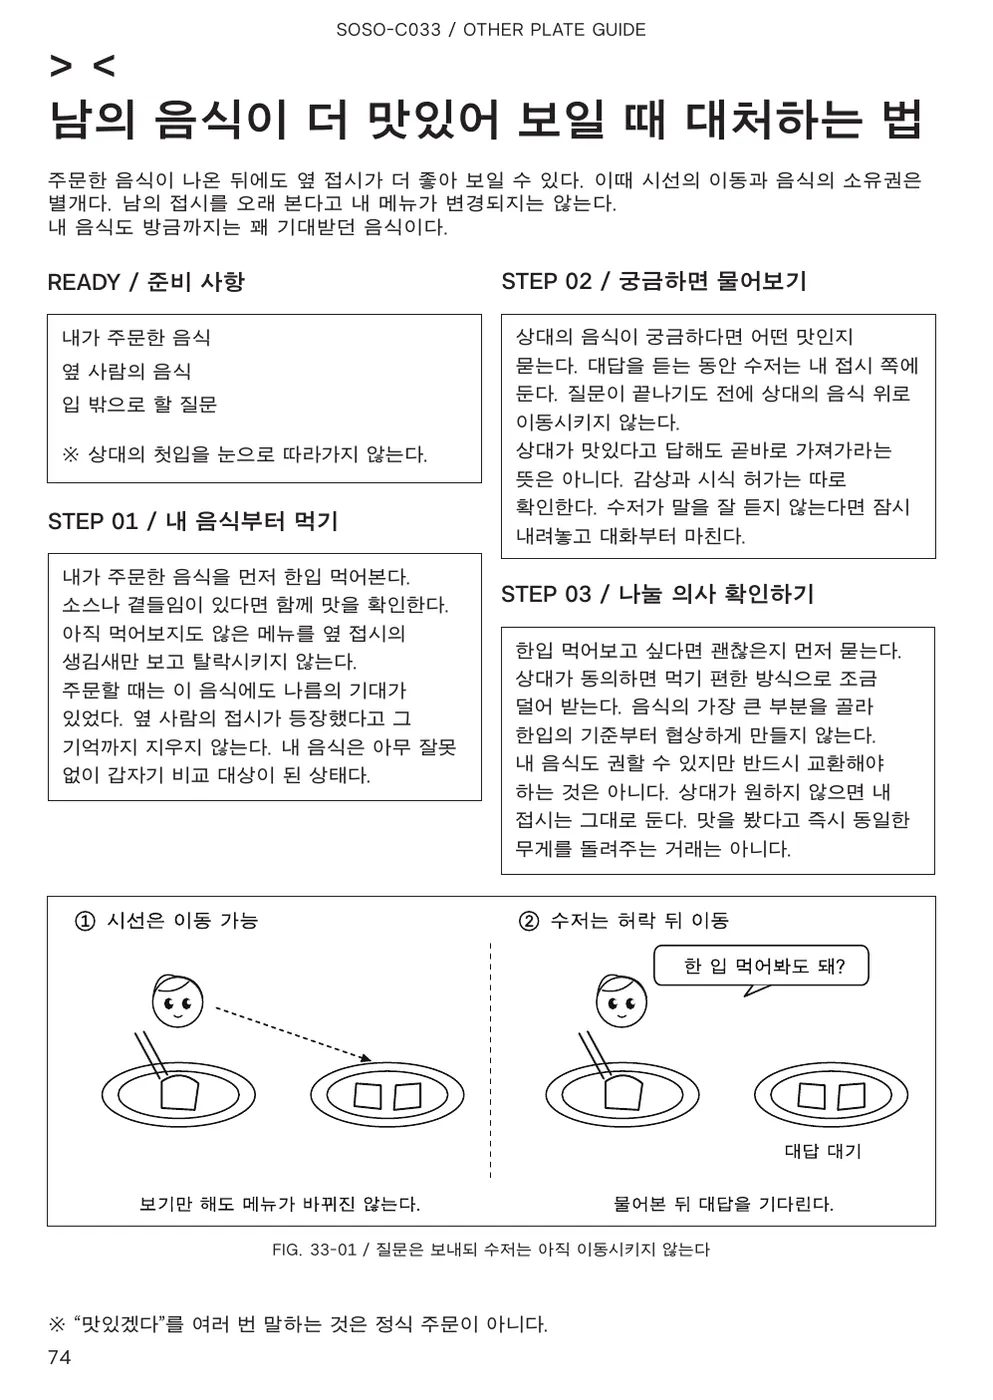 SOSO-C033 / OTHER PLATE GUIDE
> <
남의 음식이 더 맛있어 보일 때 대처하는 법
주문한 음식이 나온 뒤에도 옆 접시가 더 좋아 보일 수 있다. 이때 시선의 이동과 음식의 소유권은
별개다. 남의 접시를 오래 본다고 내 메뉴가 변경되지는 않는다.
내 음식도 방금까지는 꽤 기대받던 음식이다.
READY / 준비 사항
내가 주문한 음식
옆 사람의 음식
입 밖으로 할 질문
※ 상대의 첫입을 눈으로 따라가지 않는다.
STEP 01 / 내 음식부터 먹기
내가 주문한 음식을 먼저 한입 먹어본다.
소스나 곁들임이 있다면 함께 맛을 확인한다.
아직 먹어보지도 않은 메뉴를 옆 접시의
생김새만 보고 탈락시키지 않는다.
주문할 때는 이 음식에도 나름의 기대가
있었다. 옆 사람의 접시가 등장했다고 그
기억까지 지우지 않는다. 내 음식은 아무 잘못
없이 갑자기 비교 대상이 된 상태다.
STEP 02 / 궁금하면 물어보기
상대의 음식이 궁금하다면 어떤 맛인지
묻는다. 대답을 듣는 동안 수저는 내 접시 쪽에
둔다. 질문이 끝나기도 전에 상대의 음식 위로
이동시키지 않는다.
상대가 맛있다고 답해도 곧바로 가져가라는
뜻은 아니다. 감상과 시식 허가는 따로
확인한다. 수저가 말을 잘 듣지 않는다면 잠시
내려놓고 대화부터 마친다.
STEP 03 / 나눌 의사 확인하기
한입 먹어보고 싶다면 괜찮은지 먼저 묻는다.
상대가 동의하면 먹기 편한 방식으로 조금
덜어 받는다. 음식의 가장 큰 부분을 골라
한입의 기준부터 협상하게 만들지 않는다.
내 음식도 권할 수 있지만 반드시 교환해야
하는 것은 아니다. 상대가 원하지 않으면 내
접시는 그대로 둔다. 맛을 봤다고 즉시 동일한
무게를 돌려주는 거래는 아니다.
① 시선은 이동 가능
보기만 해도 메뉴가 바뀌진 않는다.
② 수저는 허락 뒤 이동
한 입 먹어봐도 돼?
대답 대기
물어본 뒤 대답을 기다린다.
FIG. 33-01 / 질문은 보내되 수저는 아직 이동시키지 않는다
※ “맛있겠다”를 여러 번 말하는 것은 정식 주문이 아니다.
74